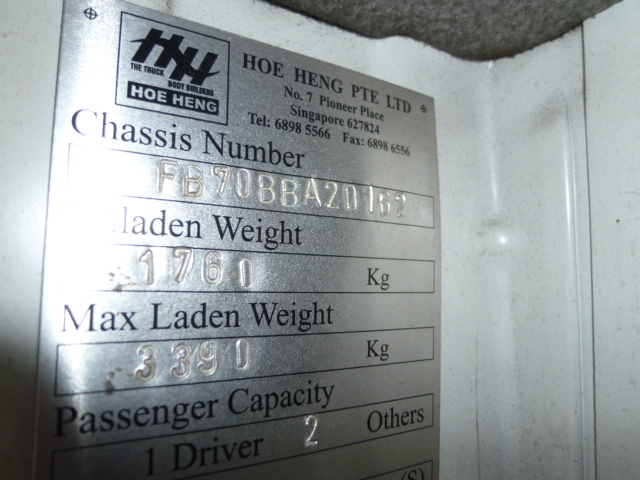 HH
THE TRUCK BODY BUILDERS
HOE HENG
HOE HENG PTE LTD
No. 7 Pioneer Place
Singapore 627824
Tel: 6898 5566 Fax: 6898 6556
Chassis Number
FB70BBA20162
laden Weight
1760 Kg
Max Laden Weight
3390 Kg
Passenger Capacity
1 Driver 2 Others
(S)